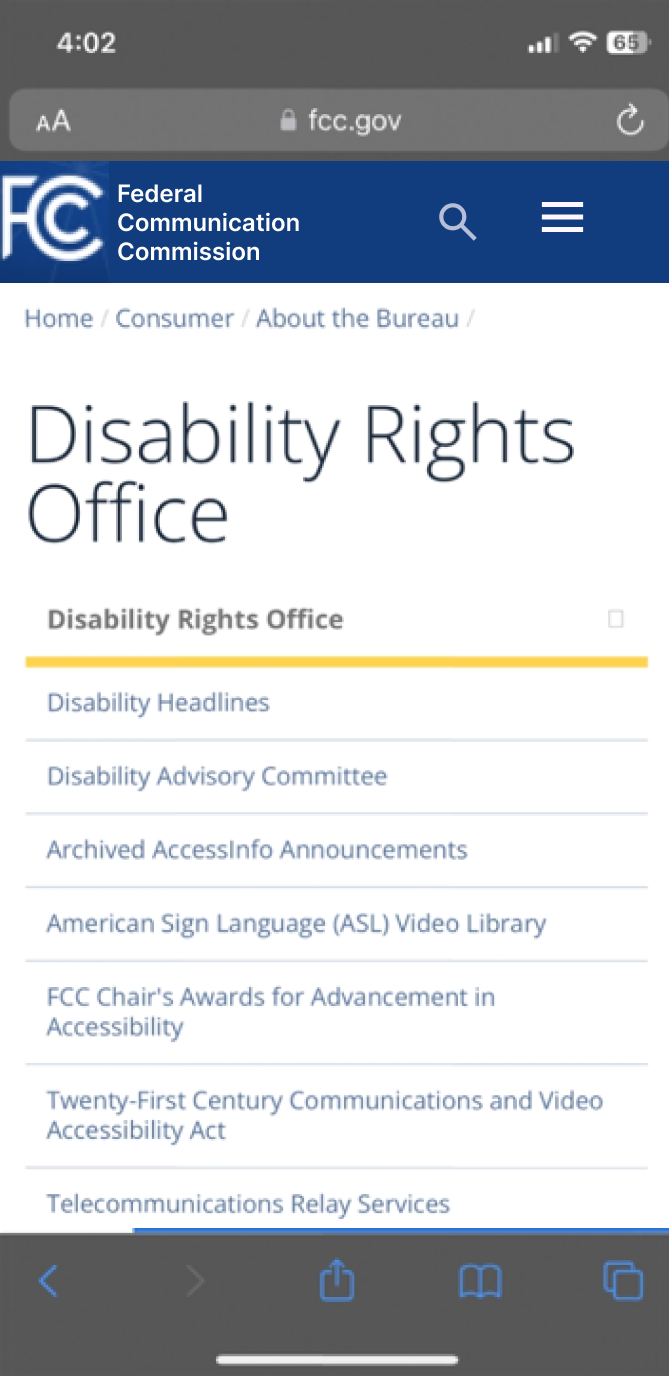 4:02
65
AA
fcc.gov
FCC
Federal
Communication
Commission
Home / Consumer / About the Bureau /
Disability Rights
Office
Disability Rights Office
Disability Headlines
Disability Advisory Committee
Archived AccessInfo Announcements
American Sign Language (ASL) Video Library
FCC Chair's Awards for Advancement in
Accessibility
Twenty-First Century Communications and Video
Accessibility Act
Telecommunications Relay Services